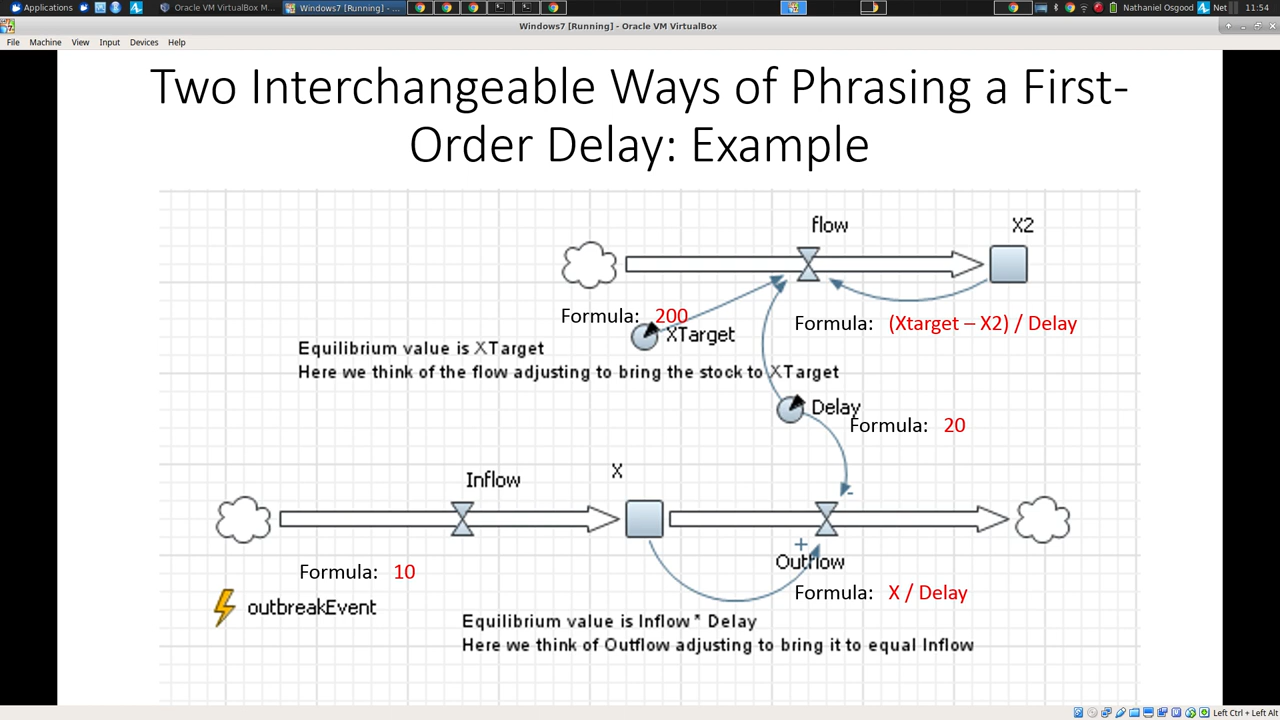 Applications
Oracle VM VirtualBox M...
Windows7 [Running] - ...
Nathaniel Osgood
Net
11:54
Windows7 [Running] - Oracle VM VirtualBox
File Machine View Input Devices Help
Two Interchangeable Ways of Phrasing a First-
Order Delay: Example
flow
X2
Formula: 200
XTarget
Formula: (Xtarget – X2) / Delay
Equilibrium value is XTarget
Here we think of the flow adjusting to bring the stock to XTarget
Delay
Formula: 20
Inflow
X
-
+
Outflow
Formula: 10
Formula: X / Delay
outbreakEvent
Equilibrium value is Inflow * Delay
Here we think of Outflow adjusting to bring it to equal Inflow
Left Ctrl + Left Alt